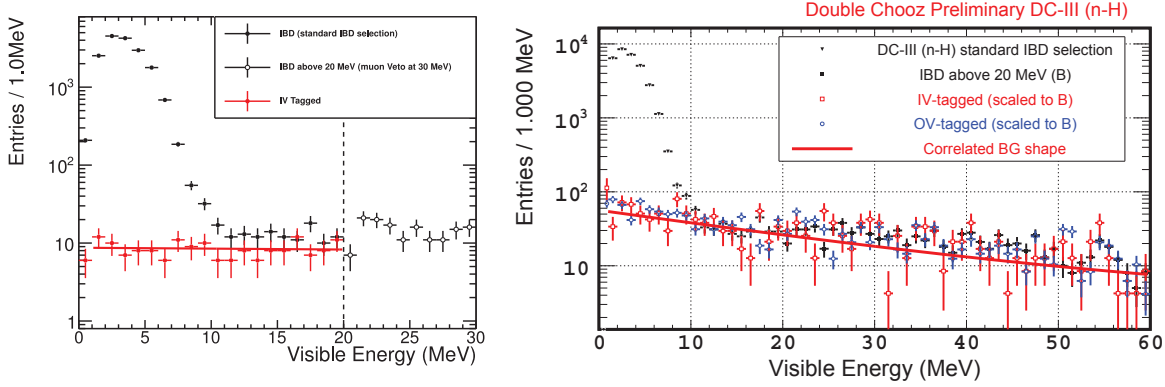 Entries / 1.0MeV
10³
10²
10
1
IBD (standard IBD selection)
IBD above 20 MeV (muon Veto at 30 MeV)
IV Tagged
0 5 10 15 20 25 30
Visible Energy (MeV)
Double Chooz Preliminary DC-III (n-H)
Entries / 1.000 MeV
10⁴
10³
10²
10
DC-III (n-H) standard IBD selection
IBD above 20 MeV (B)
IV-tagged (scaled to B)
OV-tagged (scaled to B)
Correlated BG shape
0 10 20 30 40 50 60
Visible Energy (MeV)